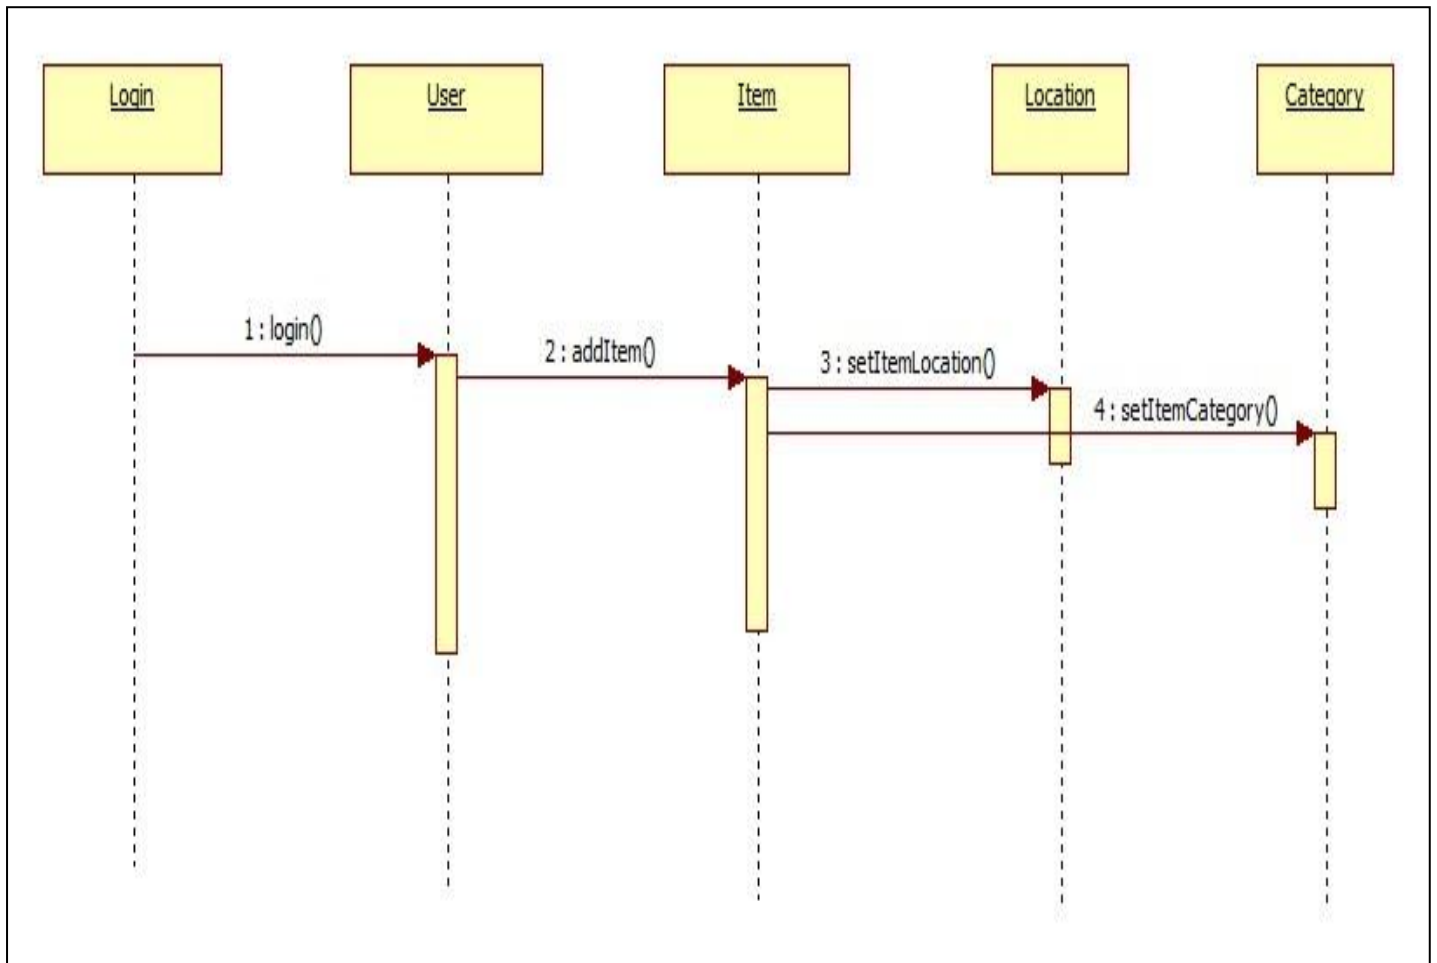 Login
User
Item
Location
Category
1 : login()
2 : addItem()
3 : setItemLocation()
4 : setItemCategory()